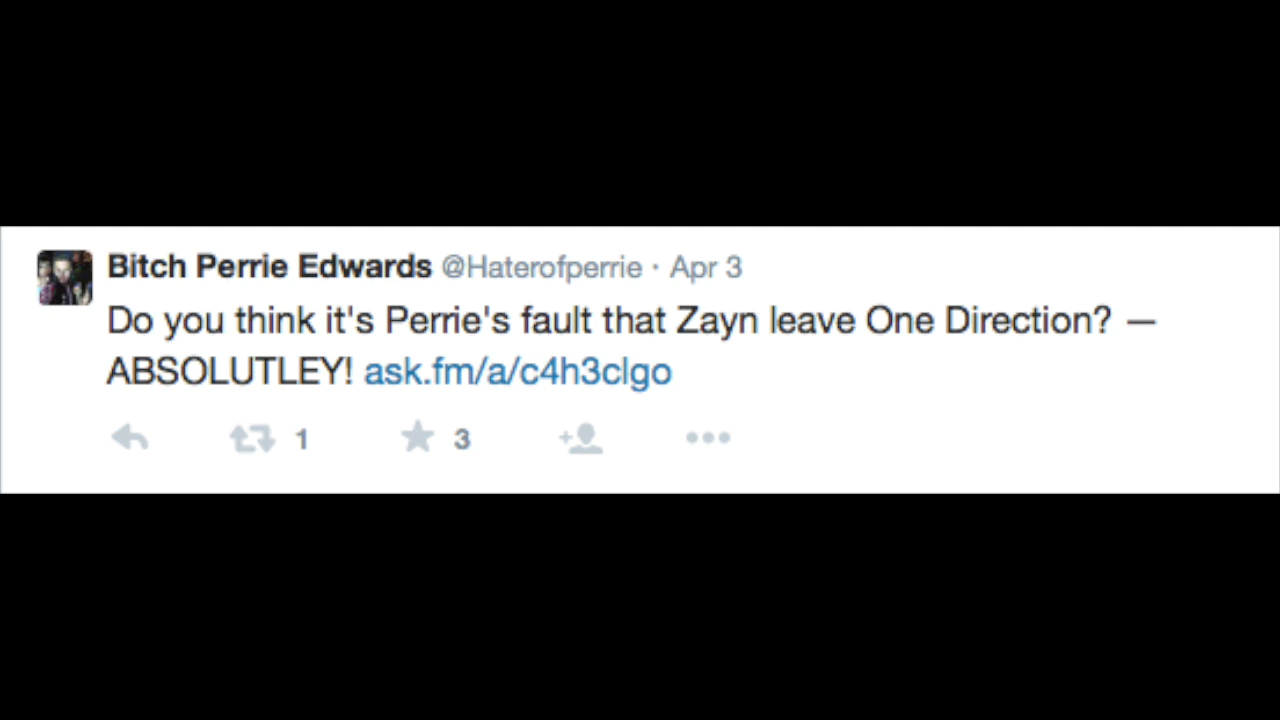 Bitch Perrie Edwards @Haterofperrie · Apr 3
Do you think it's Perrie's fault that Zayn leave One Direction? —
ABSOLUTLEY! ask.fm/a/c4h3clgo
1 3